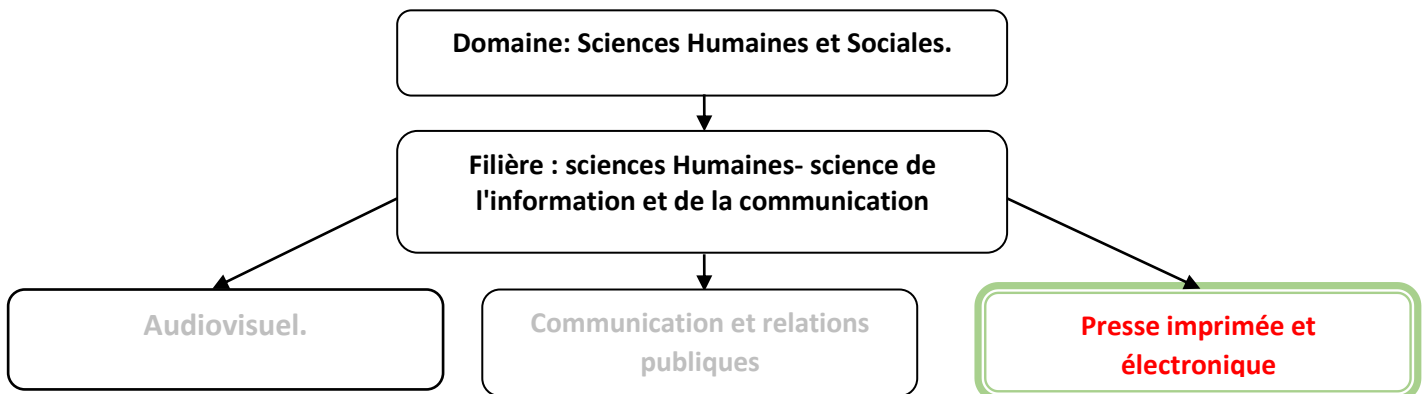 Domaine: Sciences Humaines et Sociales.
Filière : sciences Humaines- science de
l'information et de la communication
Audiovisuel.
Communication et relations
publiques
Presse imprimée et
électronique